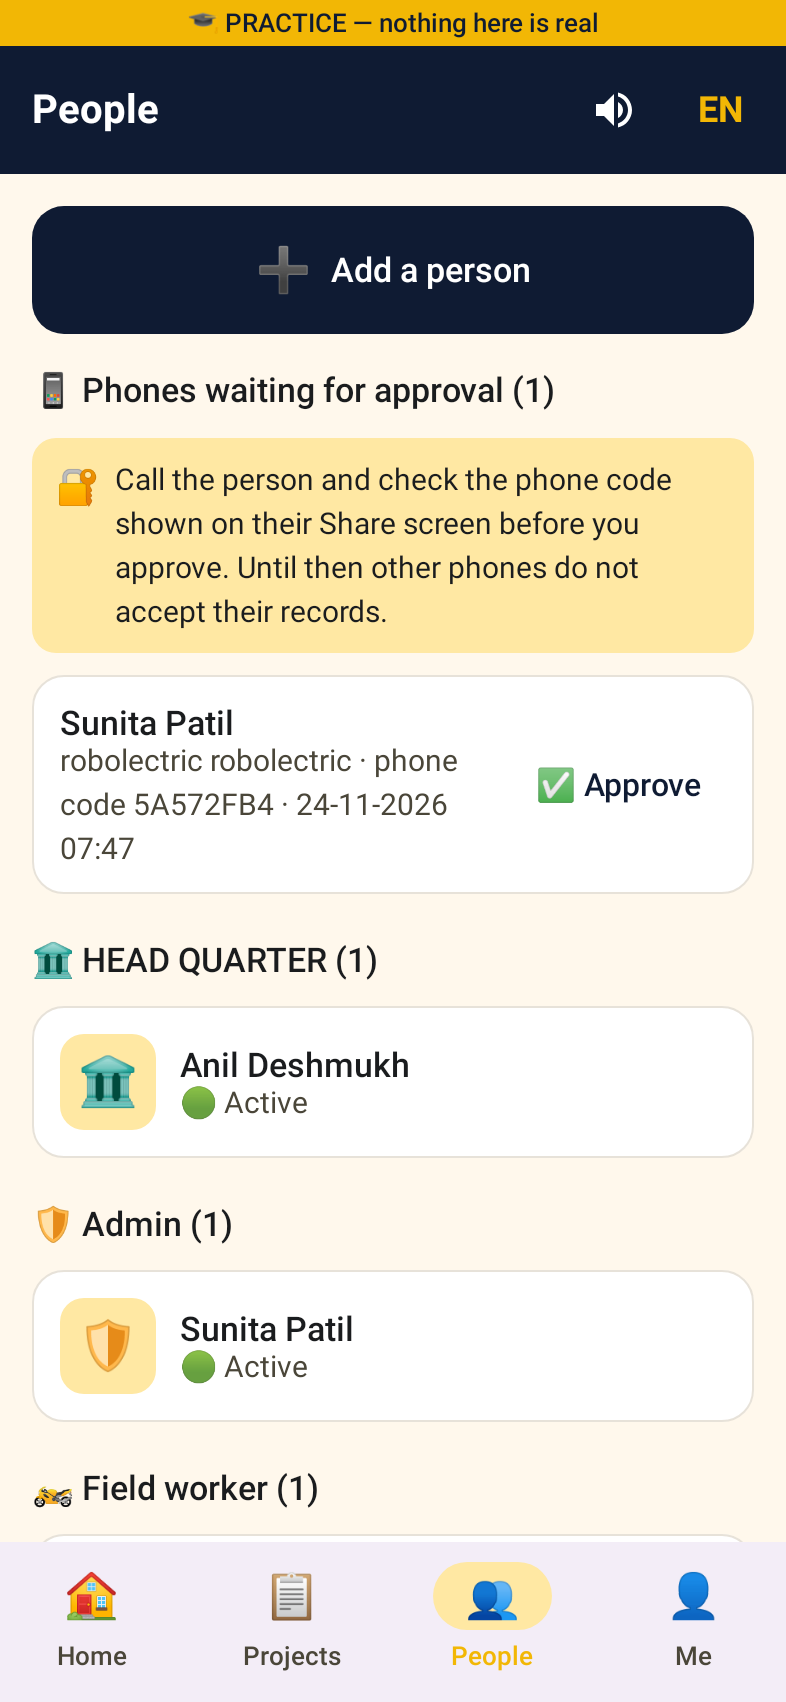 PRACTICE — nothing here is real
People
EN
Add a person
Phones waiting for approval (1)
Call the person and check the phone code
shown on their Share screen before you
approve. Until then other phones do not
accept their records.
Sunita Patil
robolectric robolectric · phone
code 5A572FB4 · 24-11-2026
07:47
Approve
HEAD QUARTER (1)
Anil Deshmukh
Active
Admin (1)
Sunita Patil
Active
Field worker (1)
Home
Projects
People
Me